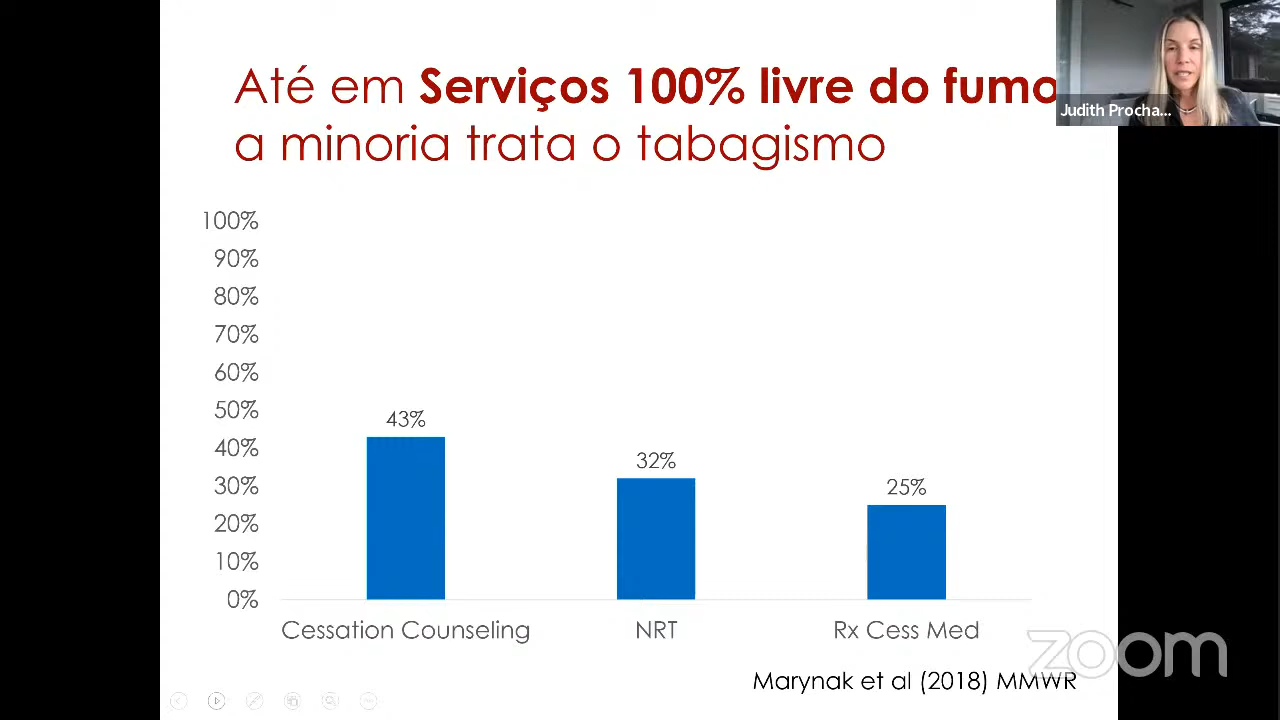 Até em Serviços 100% livre do fumo
a minoria trata o tabagismo
Judith Procha...
100%
90%
80%
70%
60%
50%
40%
30%
20%
10%
0%
43%
32%
25%
Cessation Counseling
NRT
Rx Cess Med
zoom
Marynak et al (2018) MMWR